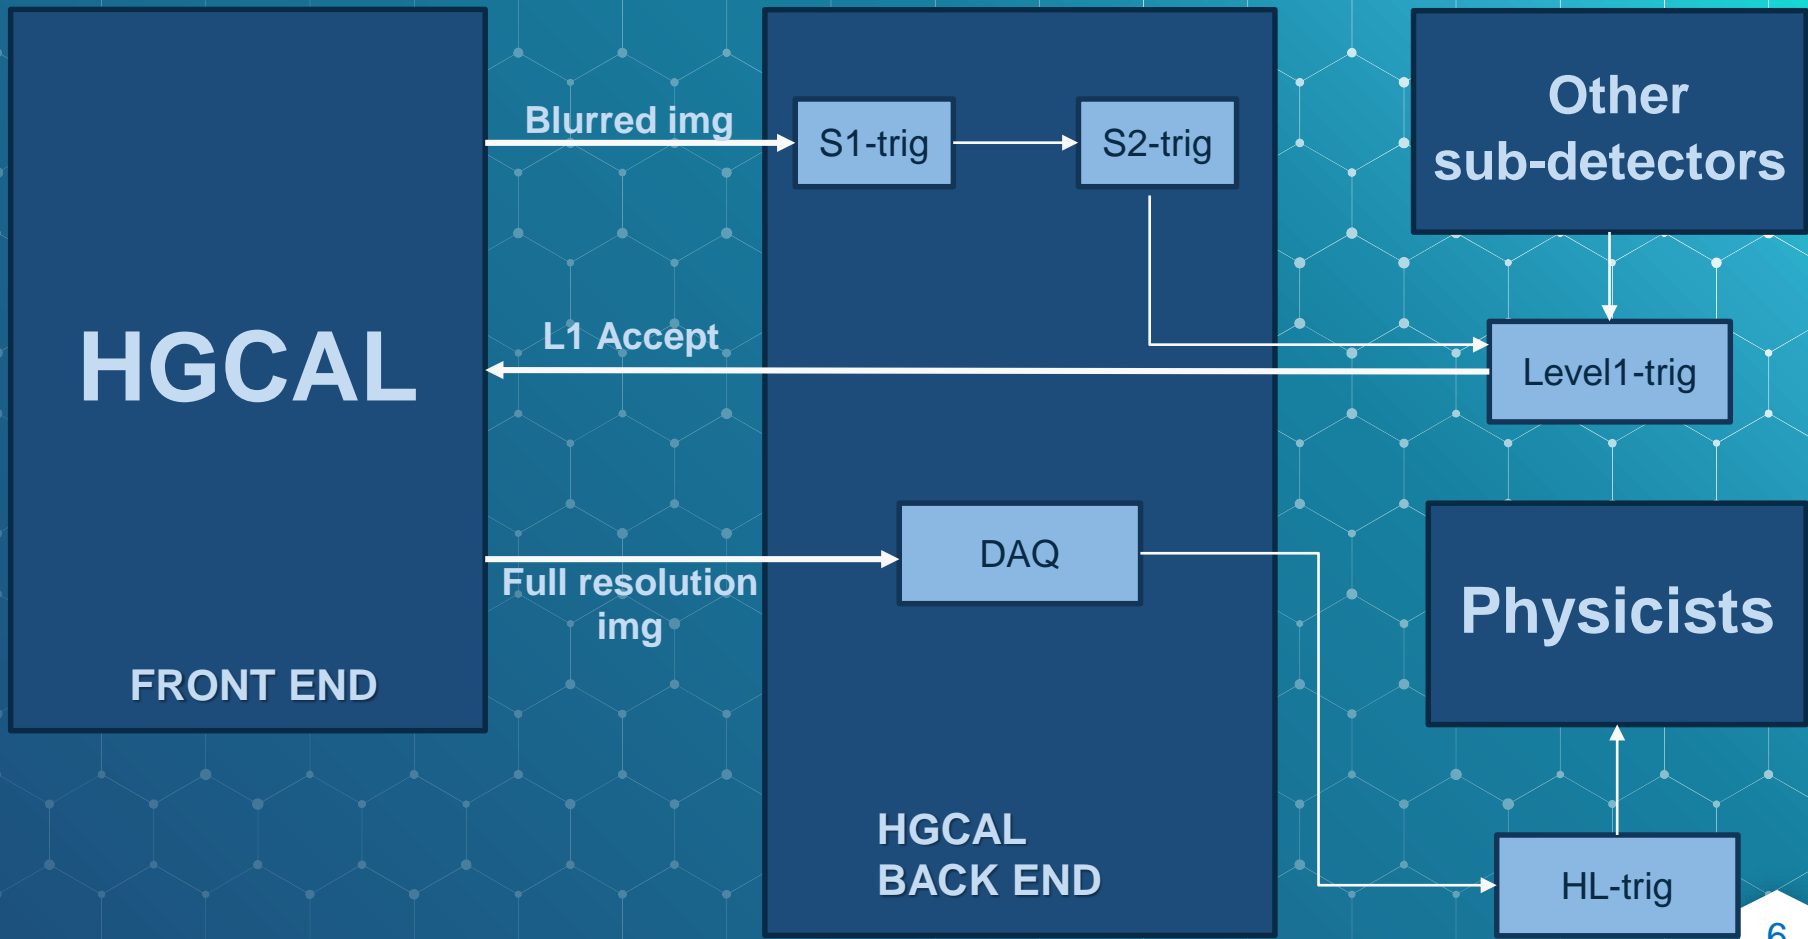 HGCAL
FRONT END
Blurred img
L1 Accept
Full resolution
img
S1-trig
S2-trig
DAQ
HGCAL
BACK END
Other
sub-detectors
Level1-trig
Physicists
HL-trig
6